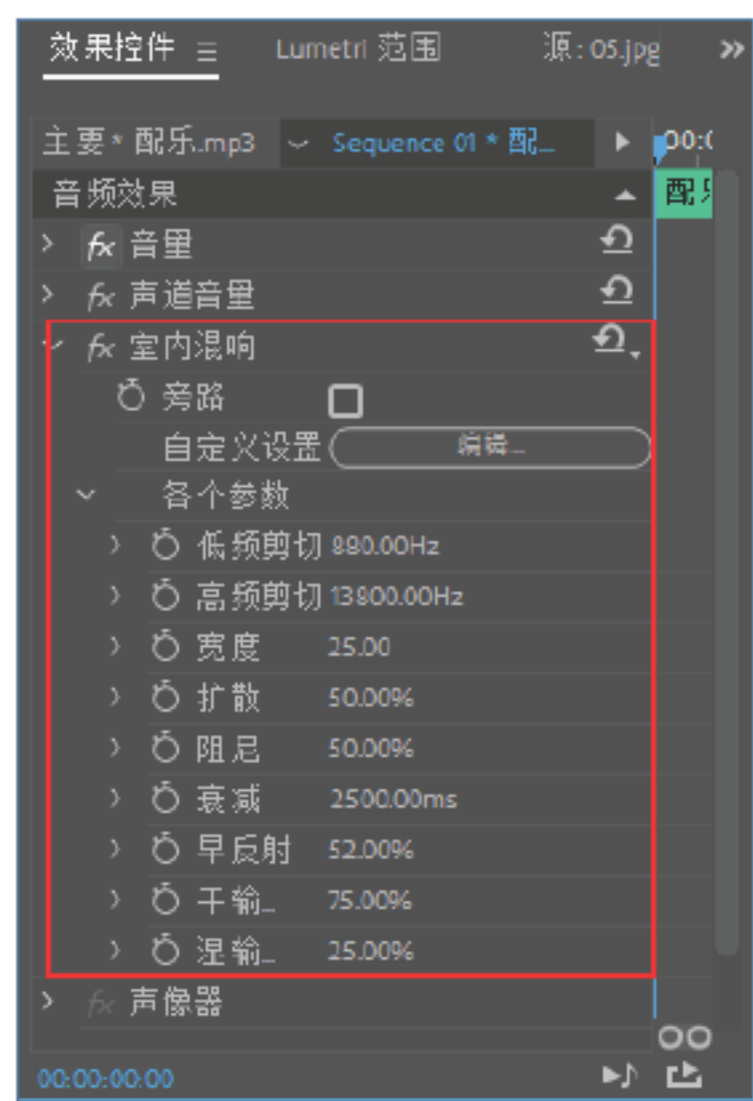 效果控件 Lumetri 范围 源: 05.jpg
主要* 配乐.mp3 Sequence 01 * 配... 00:0
音频效果 配乐
fx 音量
fx 声道音量
fx 室内混响
旁路
自定义设置 编辑...
各个参数
低频剪切 880.00Hz
高频剪切 13800.00Hz
宽度 25.00
扩散 50.00%
阻尼 50.00%
衰减 2500.00ms
早反射 52.00%
干输... 75.00%
湿输... 25.00%
fx 声像器
00:00:00:00